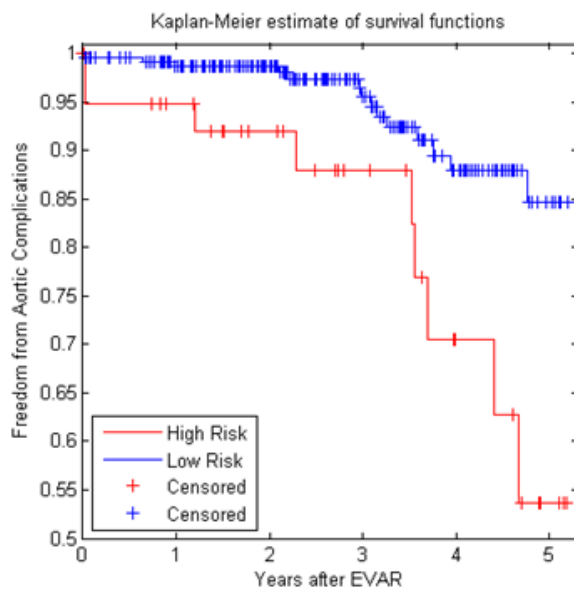 Kaplan-Meier estimate of survival functions
1
0.95
0.9
0.85
0.8
0.75
0.7
0.65
0.6
0.55
0.5
Freedom from Aortic Complications
High Risk
Low Risk
Censored
Censored
0 1 2 3 4 5
Years after EVAR